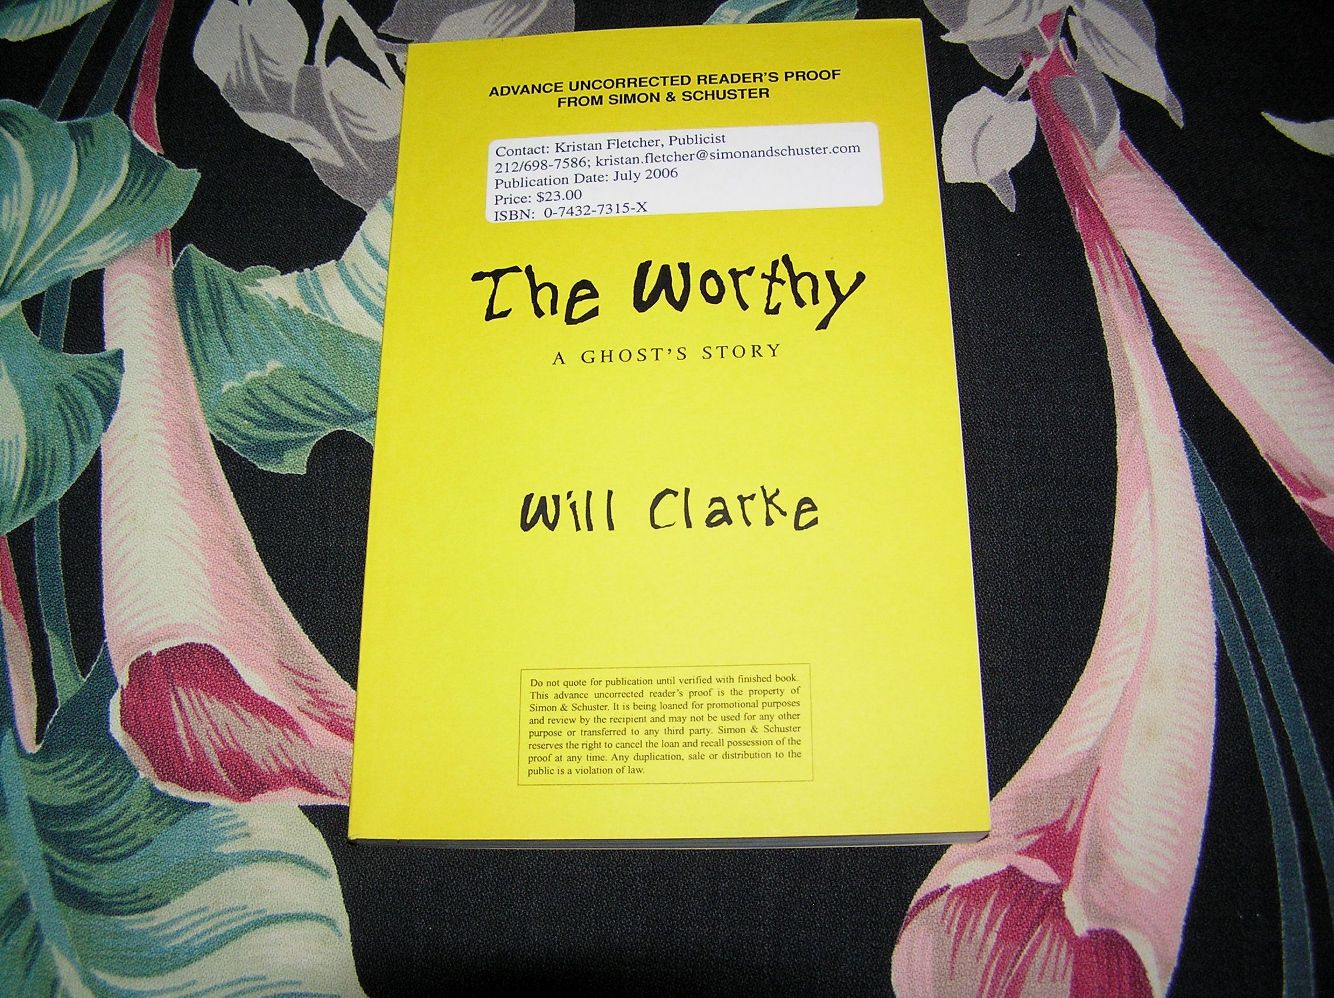 ADVANCE UNCORRECTED READER'S PROOF
FROM SIMON & SCHUSTER
Contact: Kristan Fletcher, Publicist
212/698-7586; kristan.fletcher@simonandschuster.com
Publication Date: July 2006
Price: $23.00
ISBN: 0-7432-7315-X
The Worthy
A GHOST'S STORY
Will Clarke
Do not quote for publication until verified with finished book.
This advance uncorrected reader's proof is the property of
Simon & Schuster. It is being loaned for promotional purposes
and review by the recipient and may not be used for any other
purpose or transferred to any third party. Simon & Schuster
reserves the right to cancel the loan and recall possession of the
proof at any time. Any duplication, sale or distribution to the
public is a violation of law.